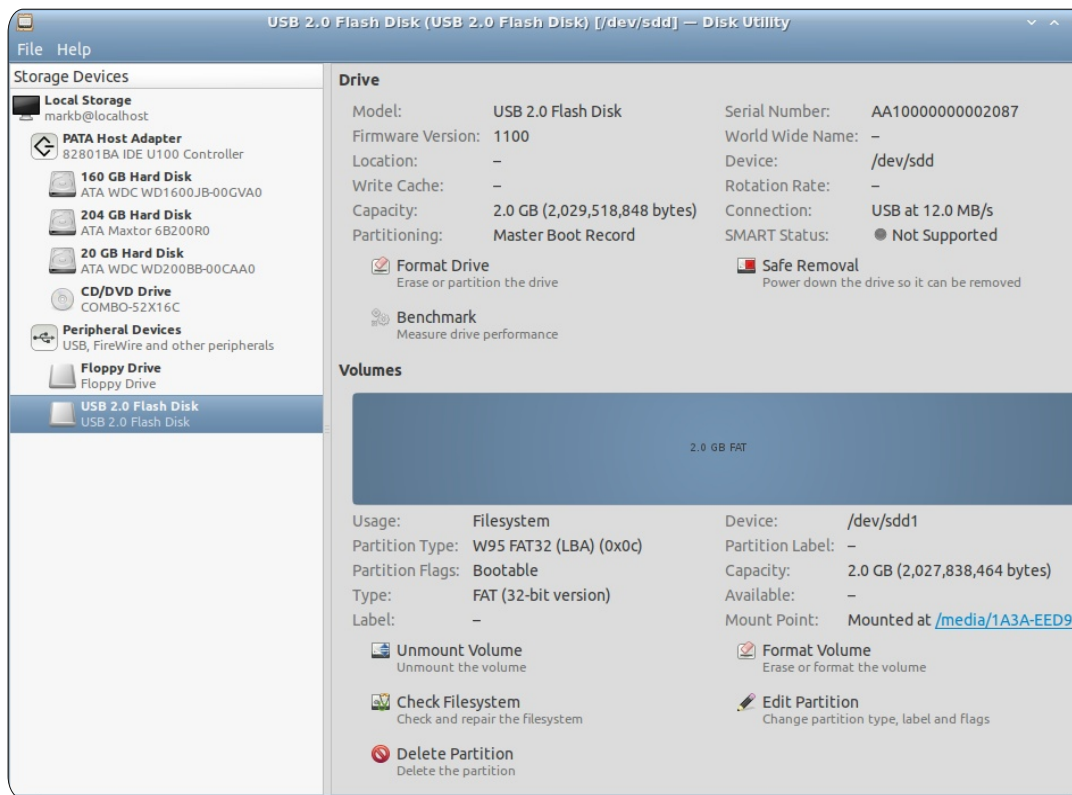 USB 2.0 Flash Disk (USB 2.0 Flash Disk) [/dev/sdd] — Disk Utility
File Help
Storage Devices
Local Storage
markb@localhost
PATA Host Adapter
82801BA IDE U100 Controller
160 GB Hard Disk
ATA WDC WD1600JB-00GVA0
204 GB Hard Disk
ATA Maxtor 6B200R0
20 GB Hard Disk
ATA WDC WD200BB-00CAA0
CD/DVD Drive
COMBO-52X16C
Peripheral Devices
USB, FireWire and other peripherals
Floppy Drive
Floppy Drive
USB 2.0 Flash Disk
USB 2.0 Flash Disk
Drive
Model: USB 2.0 Flash Disk Serial Number: AA10000000002087
Firmware Version: 1100 World Wide Name: –
Location: – Device: /dev/sdd
Write Cache: – Rotation Rate: –
Capacity: 2.0 GB (2,029,518,848 bytes) Connection: USB at 12.0 MB/s
Partitioning: Master Boot Record SMART Status: Not Supported
Format Drive Safe Removal
Erase or partition the drive Power down the drive so it can be removed
Benchmark
Measure drive performance
Volumes
2.0 GB FAT
Usage: Filesystem Device: /dev/sdd1
Partition Type: W95 FAT32 (LBA) (0x0c) Partition Label: –
Partition Flags: Bootable Capacity: 2.0 GB (2,027,838,464 bytes)
Type: FAT (32-bit version) Available: –
Label: – Mount Point: Mounted at /media/1A3A-EED9
Unmount Volume Format Volume
Unmount the volume Erase or format the volume
Check Filesystem Edit Partition
Check and repair the filesystem Change partition type, label and flags
Delete Partition
Delete the partition